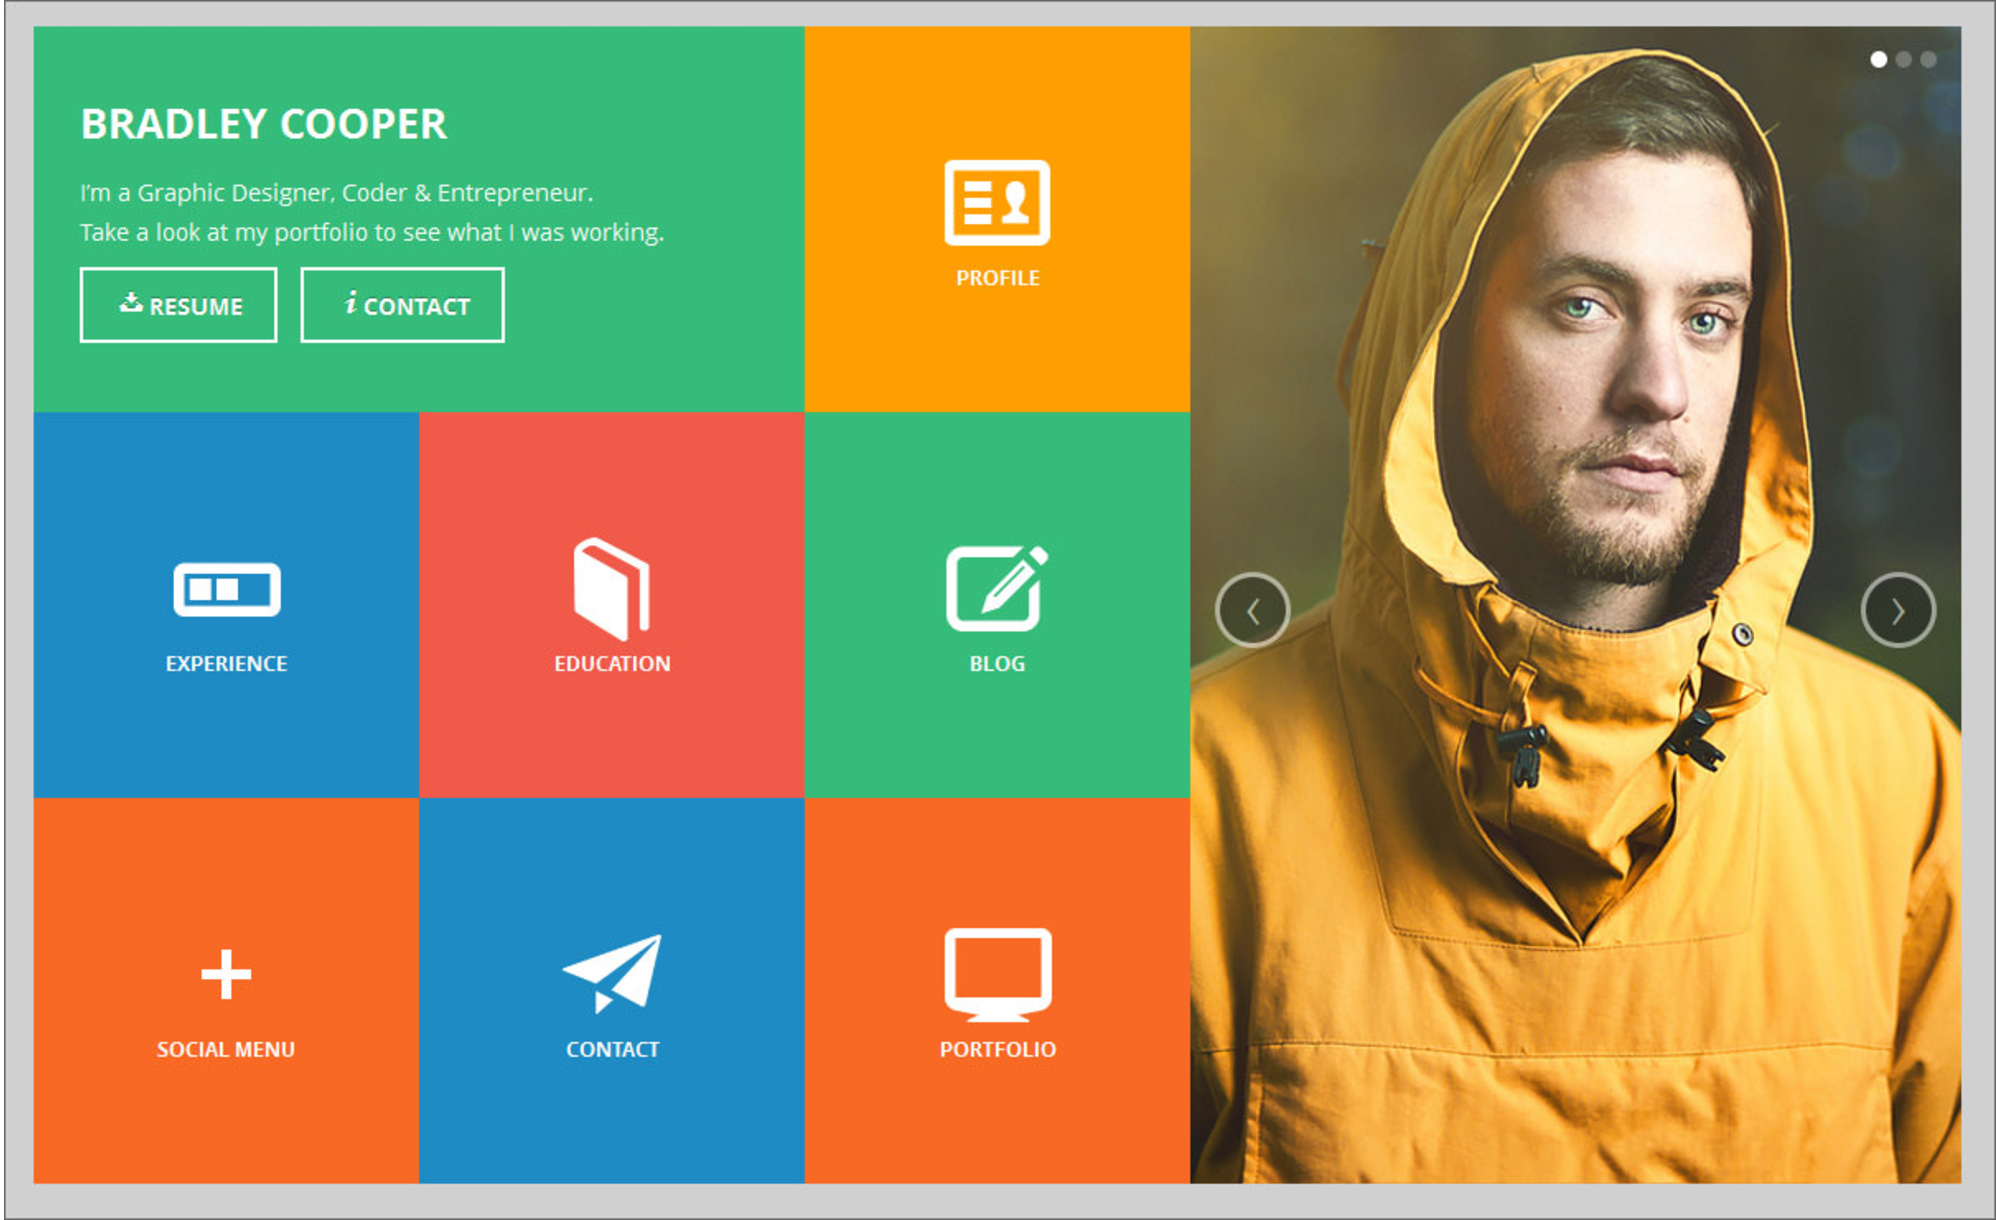 BRADLEY COOPER
I'm a Graphic Designer, Coder & Entrepreneur.
Take a look at my portfolio to see what I was working.
RESUME
i CONTACT
PROFILE
EXPERIENCE
EDUCATION
BLOG
SOCIAL MENU
CONTACT
PORTFOLIO